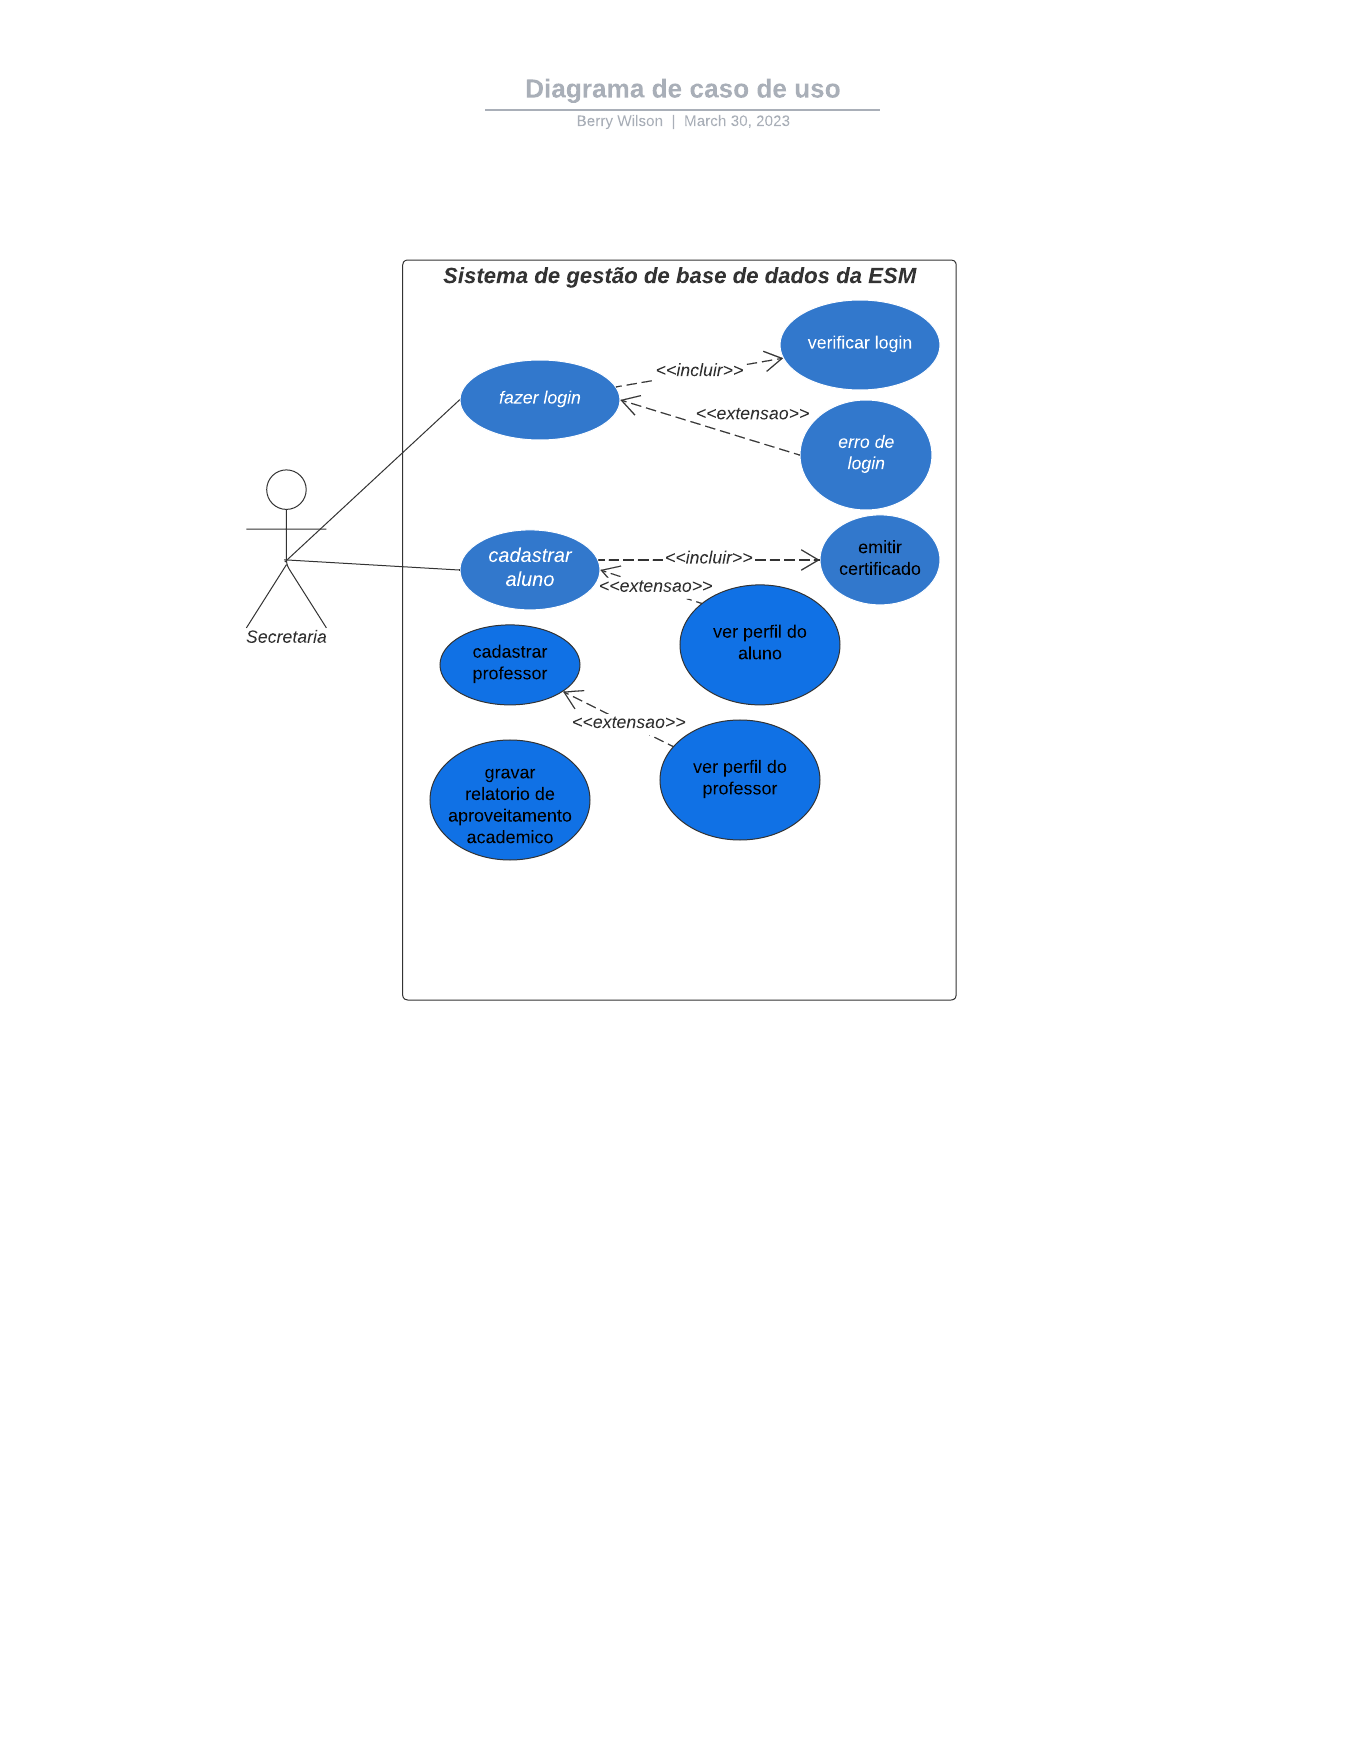 Diagrama de caso de uso
Berry Wilson | March 30, 2023
Sistema de gestão de base de dados da ESM
verificar login
<<incluir>>
fazer login
<<extensao>>
erro de
login
cadastrar
aluno
<<incluir>>
emitir
certificado
<<extensao>>
Secretaria
ver perfil do
aluno
cadastrar
professor
<<extensao>>
ver perfil do
professor
gravar
relatorio de
aproveitamento
academico